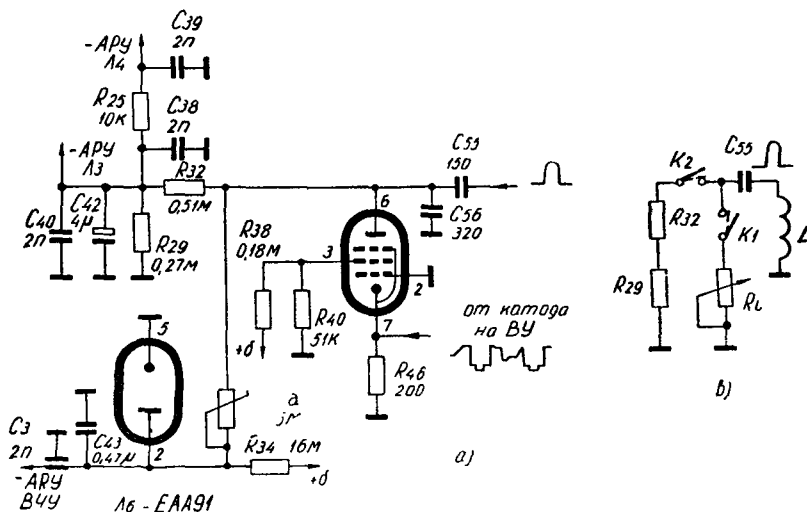 -АРУ
Л4
C39
2п
R25
10К
C38
2п
-АРУ
Л3
R32
0,51М
C55
150
C40
2п
C42
4μ
R29
0,27М
C56
320
6
R38
0,18М
3
2
R40
51К
+б
7
от катода
на ВУ
R46
200
5
C3
2п
C43
0,47μ
2
R34 16М
+б
-АRУ
ВЧУ
Л6 - ЕАА91
а)
K2
C55
R32
K1
R29
Ri
L
в)